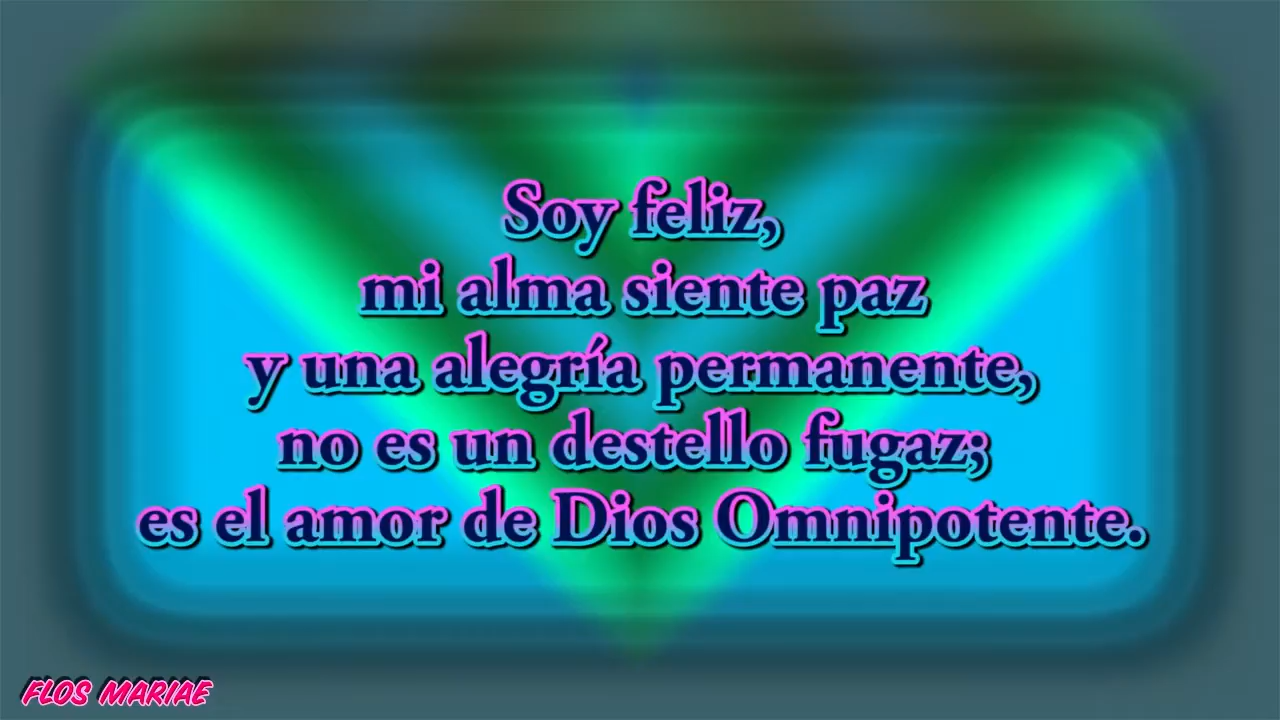 Soy feliz,
mi alma siente paz
y una alegría permanente,
no es un destello fugaz;
es el amor de Dios Omnipotente.
FLOS MARIAE